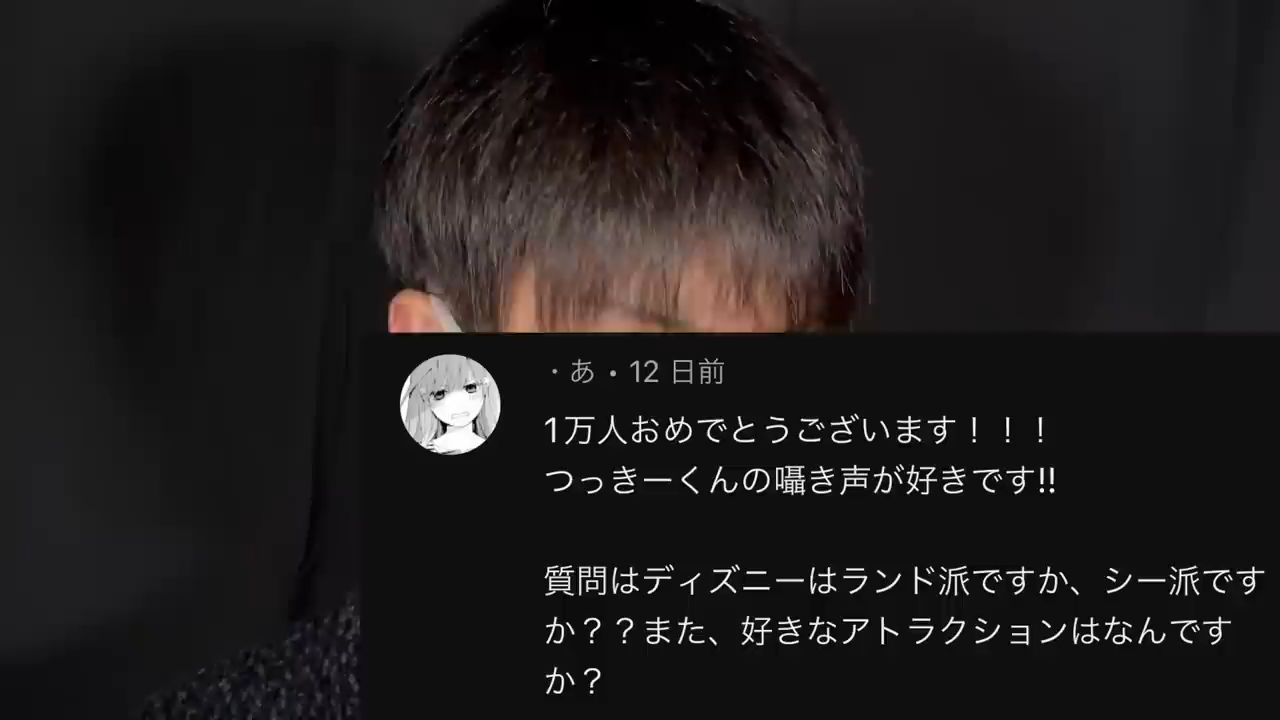 ・あ • 12 日前
1万人おめでとうございます！！！
つっきーくんの囁き声が好きです!!
質問はディズニーはランド派ですか、シー派です
か？？また、好きなアトラクションはなんです
か？